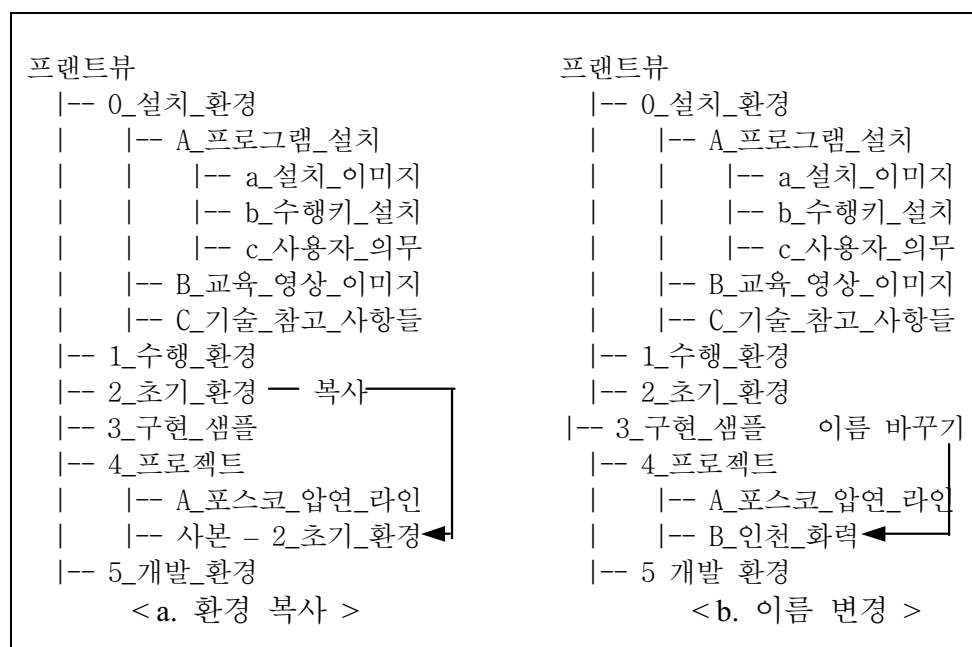 프랜트뷰
|-- 0_설치_환경
|   |-- A_프로그램_설치
|   |   |-- a_설치_이미지
|   |   |-- b_수행키_설치
|   |   |-- c_사용자_의무
|   |-- B_교육_영상_이미지
|   |-- C_기술_참고_사항들
|-- 1_수행_환경
|-- 2_초기_환경 ― 복사
|-- 3_구현_샘플
|-- 4_프로젝트
|   |-- A_포스코_압연_라인
|   |-- 사본 – 2_초기_환경
|-- 5_개발_환경
<a. 환경 복사 >
프랜트뷰
|-- 0_설치_환경
|   |-- A_프로그램_설치
|   |   |-- a_설치_이미지
|   |   |-- b_수행키_설치
|   |   |-- c_사용자_의무
|   |-- B_교육_영상_이미지
|   |-- C_기술_참고_사항들
|-- 1_수행_환경
|-- 2_초기_환경
|-- 3_구현_샘플   이름 바꾸기
|-- 4_프로젝트
|   |-- A_포스코_압연_라인
|   |-- B_인천_화력
|-- 5 개발 환경
<b. 이름 변경 >